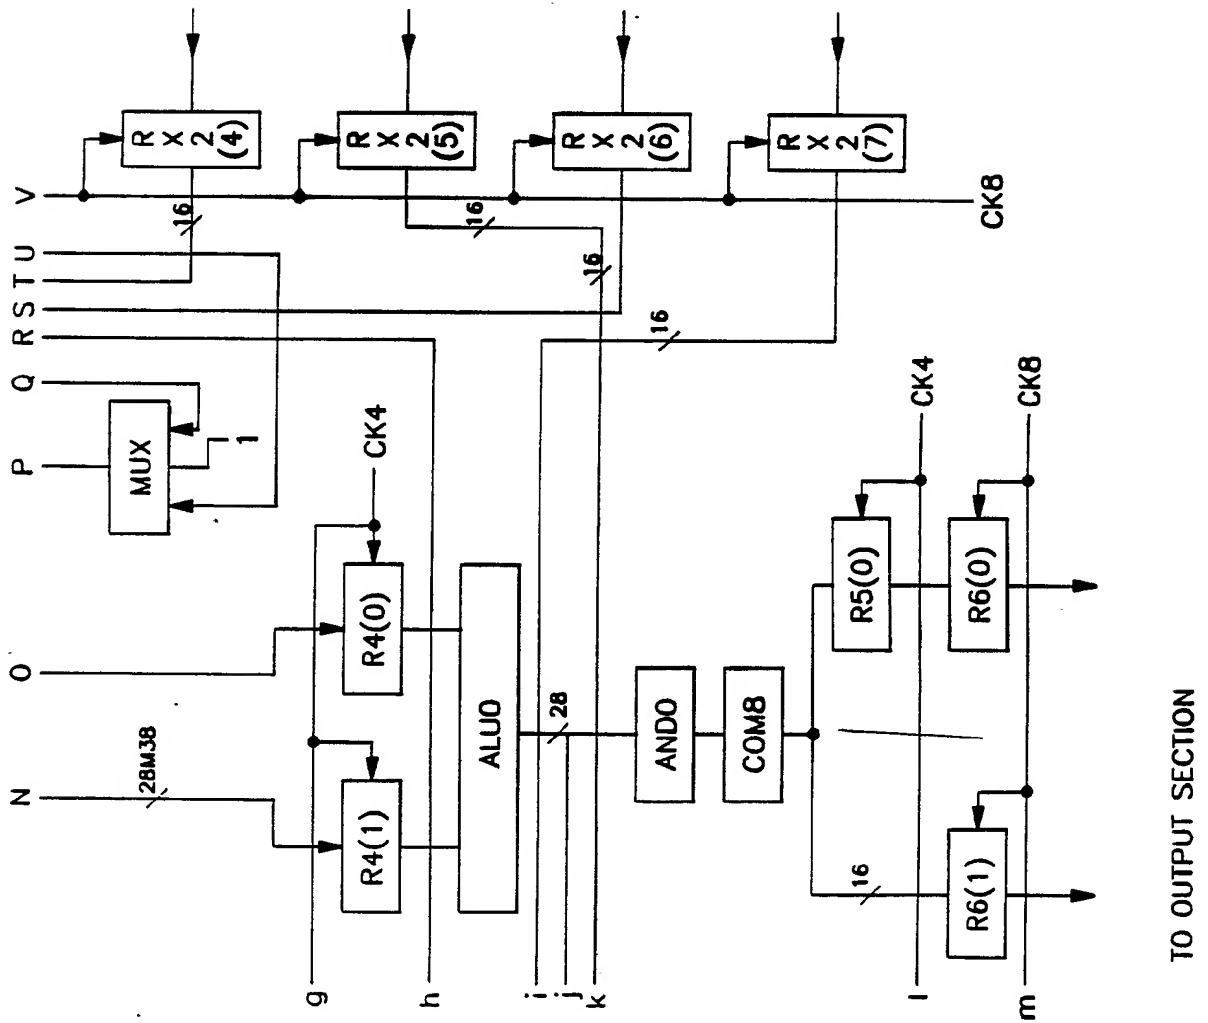 N
O
P
Q
R
S
T
U
V
28M38
MUX
1
16
R
X
2
(4)
R
X
2
(5)
R
X
2
(6)
R
X
2
(7)
16
16
16
CK8
CK4
R4(1)
R4(0)
ALU0
28
AND0
COM8
16
R5(0)
R6(0)
R6(1)
CK4
CK8
g
h
i
j
k
l
m
TO OUTPUT SECTION